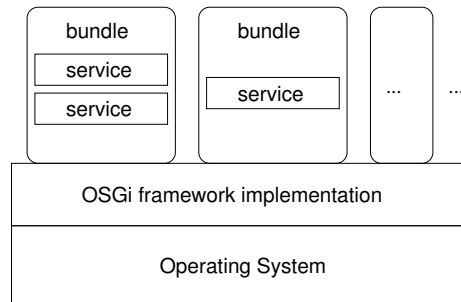 bundle bundle
service
service
service
... ...
OSGi framework implementation
Operating System